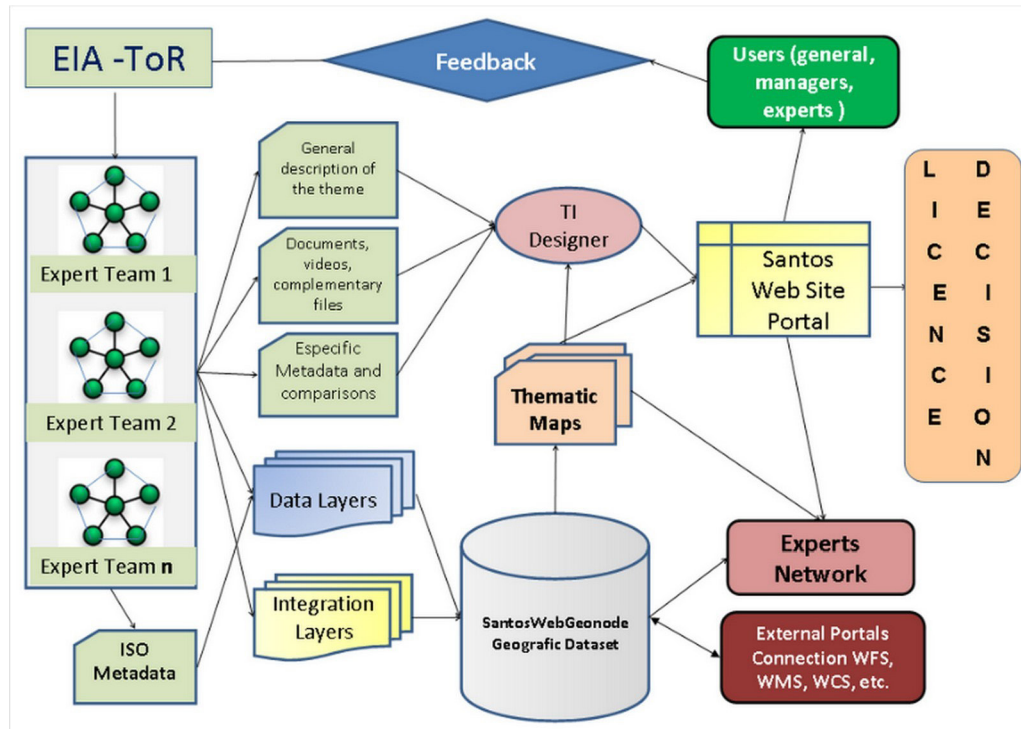 EIA -ToR
Feedback
Users (general,
managers,
experts )
General
description of
the theme
Documents,
videos,
complementary
files
Especific
Metadata and
comparisons
TI
Designer
Santos
Web Site
Portal
LICENCE
DECISION
Expert Team 1
Expert Team 2
Expert Team n
Thematic
Maps
Data Layers
Integration
Layers
ISO
Metadata
SantosWebGeonode
Geografic Dataset
Experts
Network
External Portals
Connection WFS,
WMS, WCS, etc.